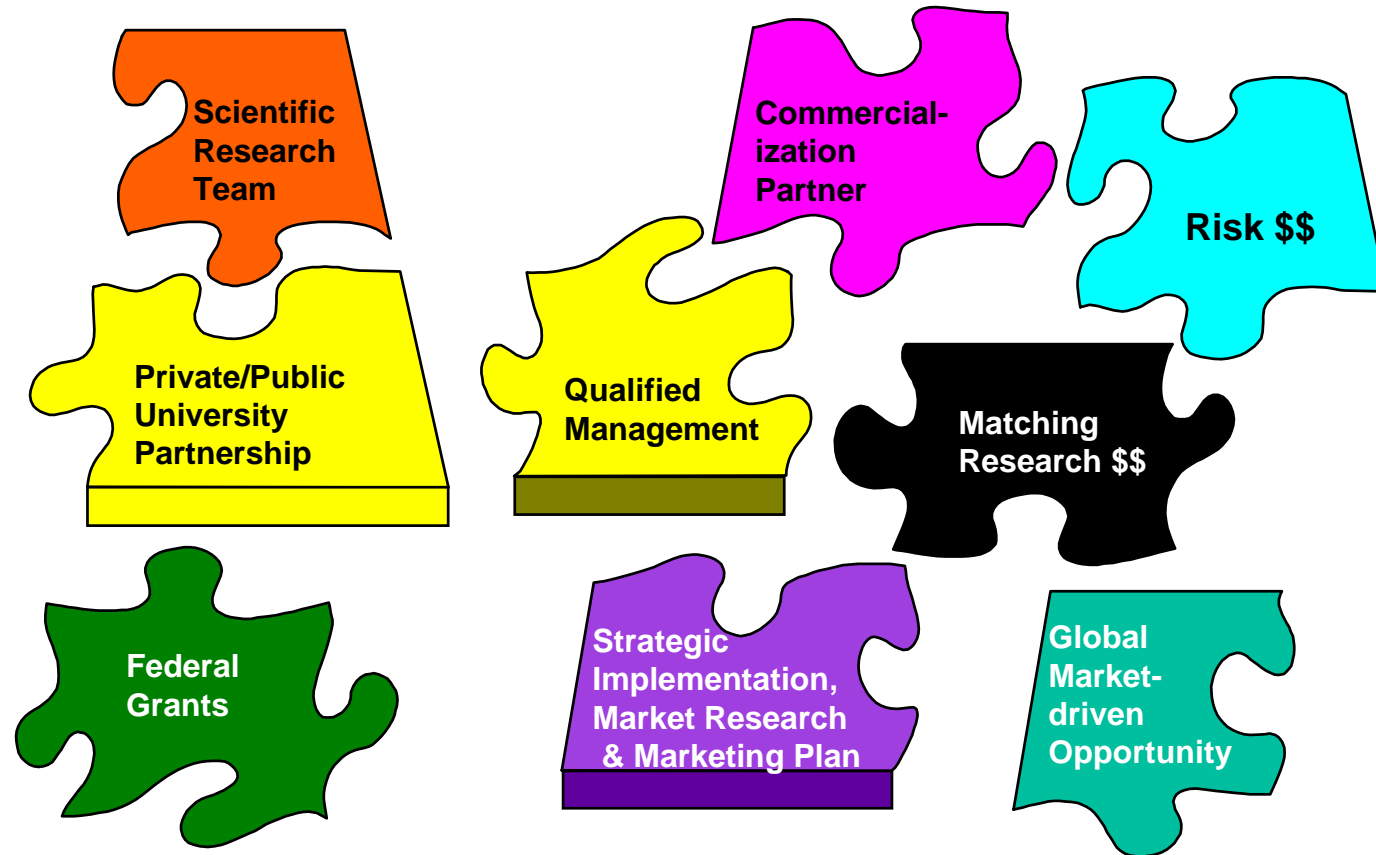 Scientific
Research
Team
Commercial-
ization
Partner
Risk $$
Private/Public
University
Partnership
Qualified
Management
Matching
Research $$
Federal
Grants
Strategic
Implementation,
Market Research
& Marketing Plan
Global
Market-
driven
Opportunity